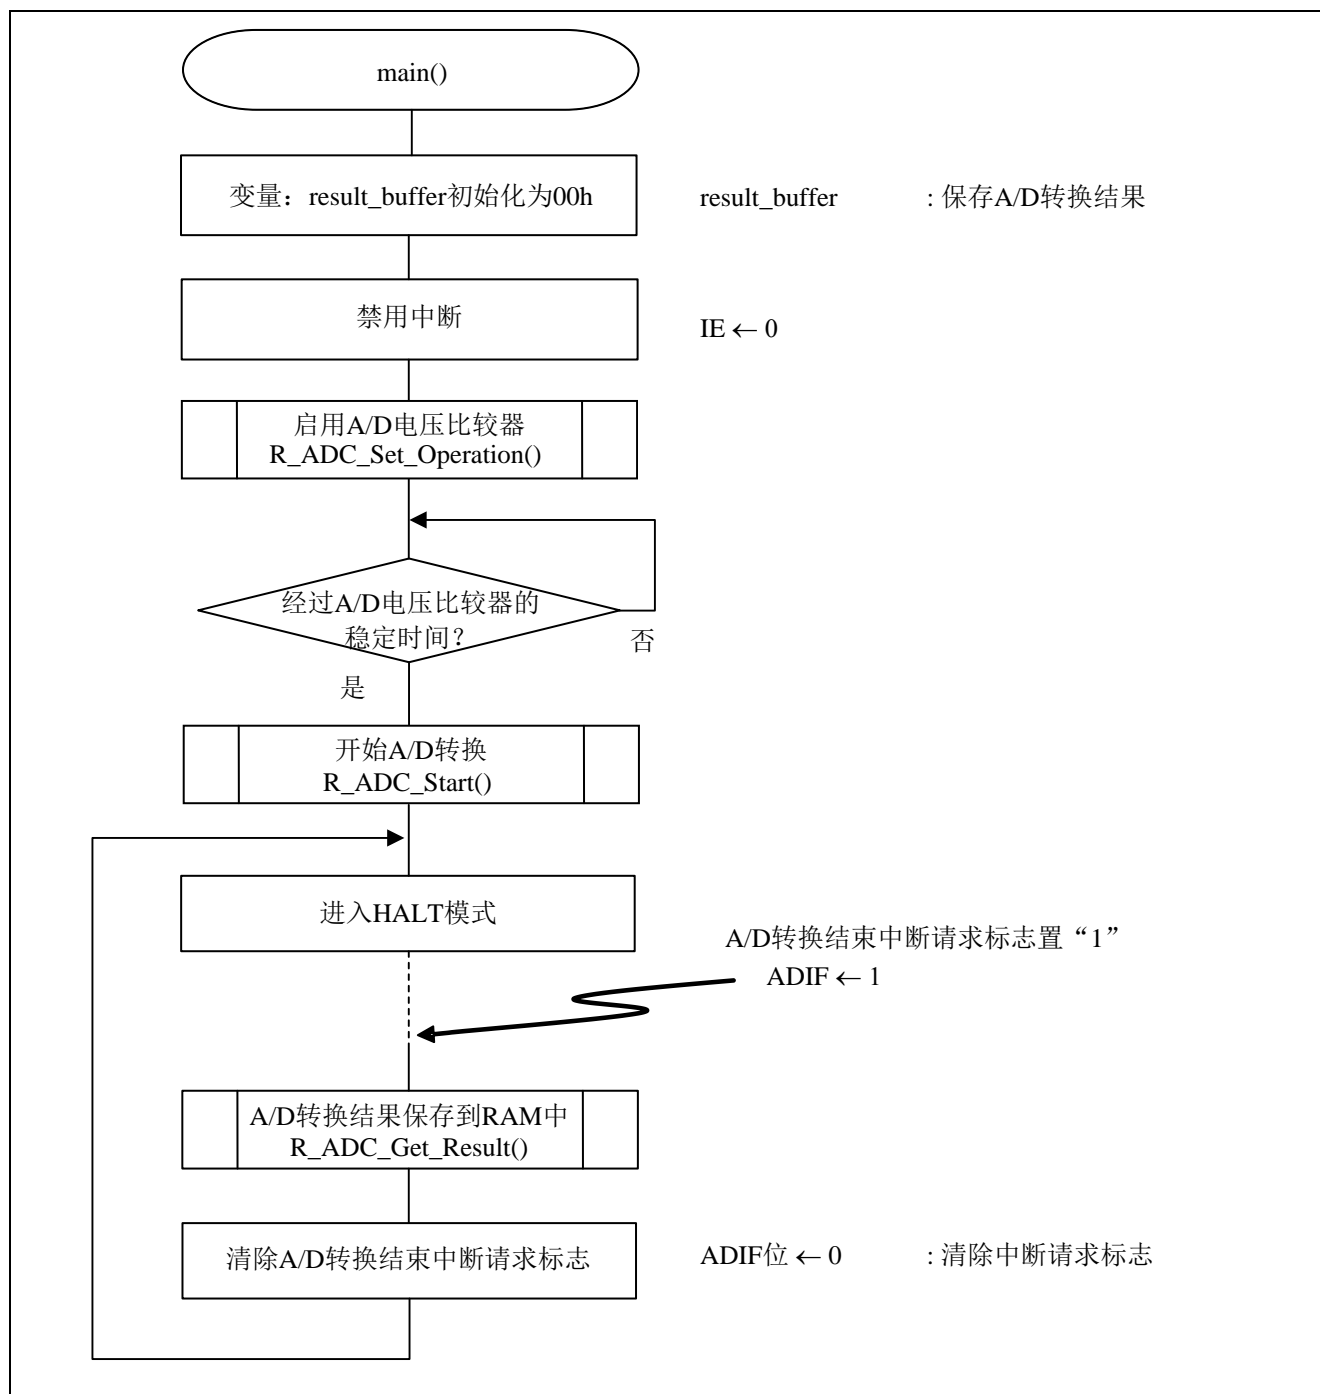 main()
变量：result_buffer初始化为00h
result_buffer : 保存A/D转换结果
禁用中断
IE ← 0
启用A/D电压比较器
R_ADC_Set_Operation()
经过A/D电压比较器的
稳定时间？
否
是
开始A/D转换
R_ADC_Start()
进入HALT模式
A/D转换结束中断请求标志置“1”
ADIF ← 1
A/D转换结果保存到RAM中
R_ADC_Get_Result()
清除A/D转换结束中断请求标志
ADIF位 ← 0 : 清除中断请求标志